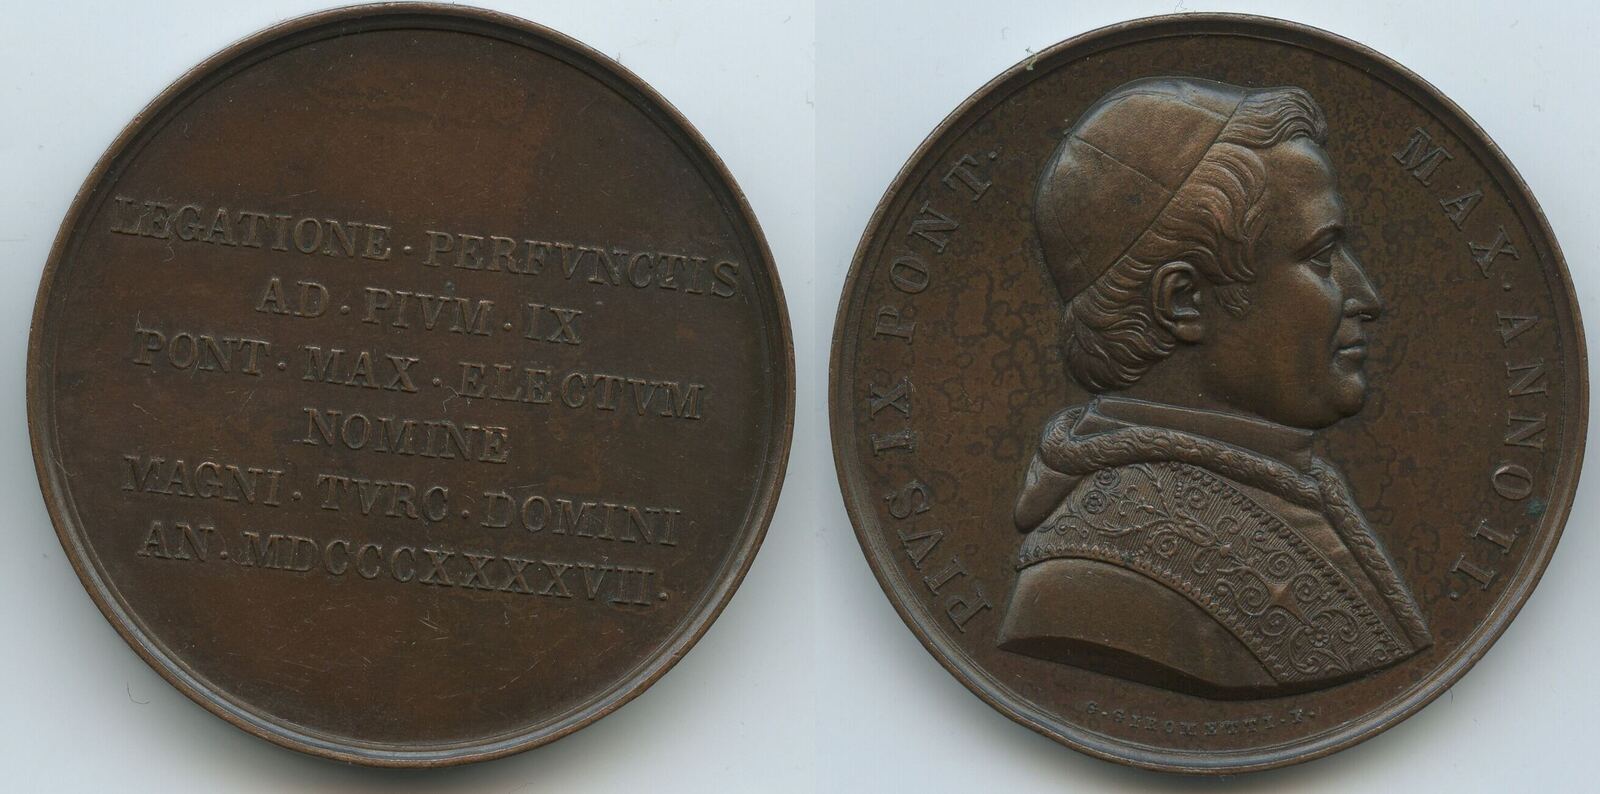 LEGATIONE · PERFVNCTIS
AD · PIVM · IX
PONT · MAX · ELECTVM
NOMINE
MAGNI · TVRC · DOMINI
AN · MDCCCXXXXVII.
PIVS IX PONT. MAX. ANNO II.
G. GIROMETTI. F.